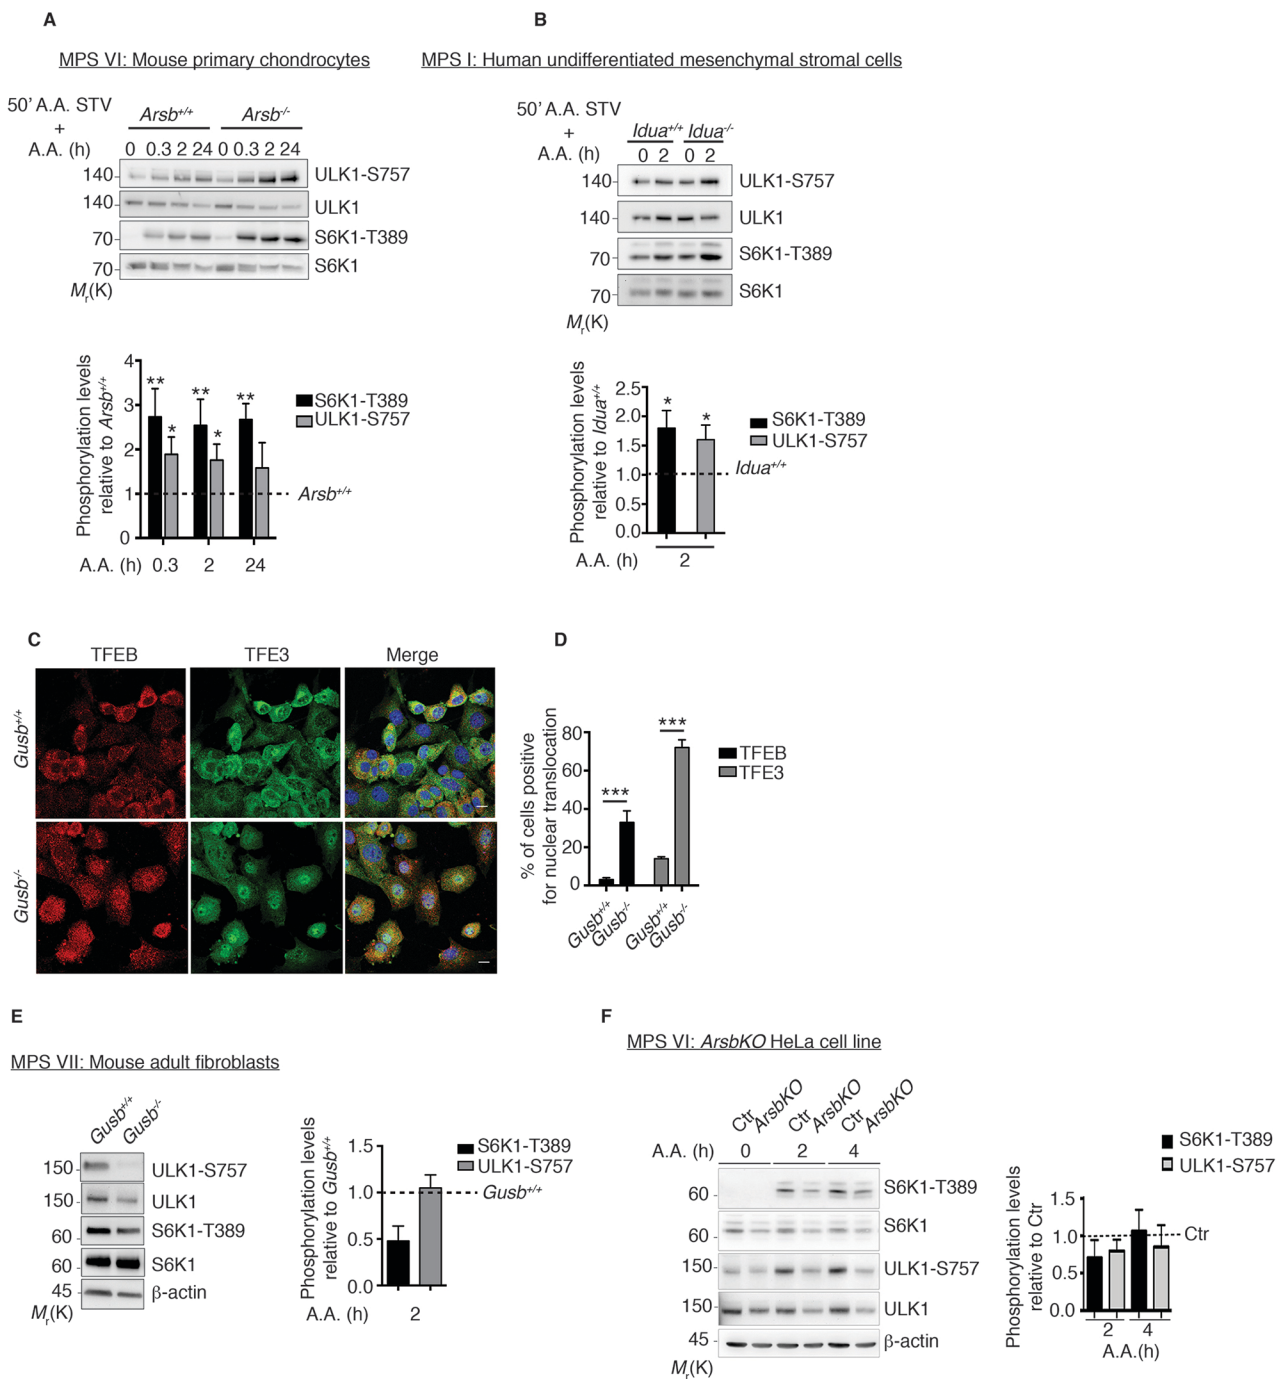 A
MPS VI: Mouse primary chondrocytes
50' A.A. STV
+
A.A. (h)
Arsb+/+ Arsb-/-
0 0.3 2 24 0 0.3 2 24
140 ULK1-S757
140 ULK1
70 S6K1-T389
70 S6K1
Mr(K)
Phosphorylation levels
relative to Arsb+/+
4
3
2
1
0
** * ** * **
S6K1-T389
ULK1-S757
Arsb+/+
A.A. (h) 0.3 2 24
B
MPS I: Human undifferentiated mesenchymal stromal cells
50' A.A. STV
+
A.A. (h)
Idua+/+ Idua-/-
0 2 0 2
140 ULK1-S757
140 ULK1
70 S6K1-T389
70 S6K1
Mr(K)
Phosphorylation levels
relative to Idua+/+
2.5
2.0
1.5
1.0
0.5
0.0
* *
S6K1-T389
ULK1-S757
Idua+/+
A.A. (h) 2
C
TFEB TFE3 Merge
Gusb+/+
Gusb-/-
D
% of cells positive
for nuclear translocation
80
60
40
20
0
*** ***
TFEB
TFE3
Gusb+/+ Gusb-/- Gusb+/+ Gusb-/-
E
MPS VII: Mouse adult fibroblasts
Gusb+/+ Gusb-/-
150 ULK1-S757
150 ULK1
60 S6K1-T389
60 S6K1
45 β-actin
Mr(K)
Phosphorylation levels
relative to Gusb+/+
1.5
1.0
0.5
0.0
S6K1-T389
ULK1-S757
Gusb+/+
A.A. (h) 2
F
MPS VI: ArsbKO HeLa cell line
Ctr ArsbKO Ctr ArsbKO Ctr ArsbKO
A.A. (h) 0 2 4
60 S6K1-T389
60 S6K1
150 ULK1-S757
150 ULK1
45 β-actin
Mr(K)
Phosphorylation levels
relative to Ctr
1.5
1.0
0.5
0.0
S6K1-T389
ULK1-S757
Ctr
2 4
A.A.(h)